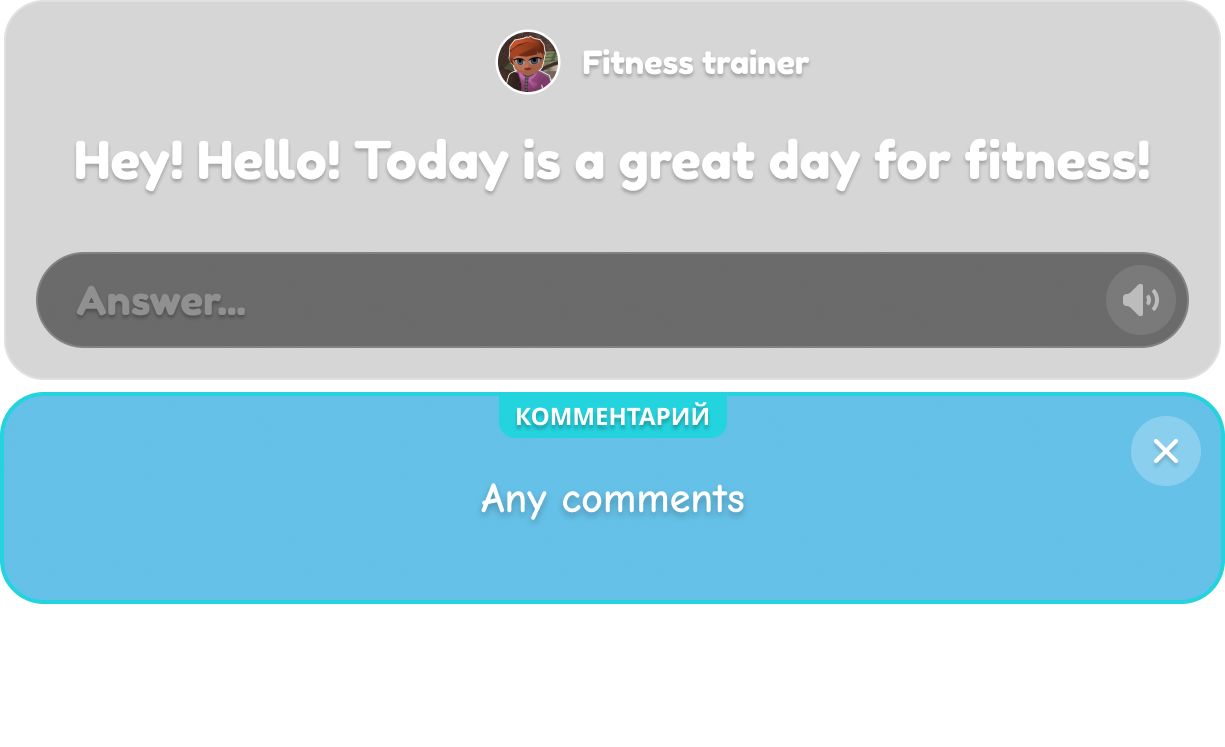 Fitness trainer
Hey! Hello! Today is a great day for fitness!
Answer...
КОММЕНТАРИЙ
Any comments